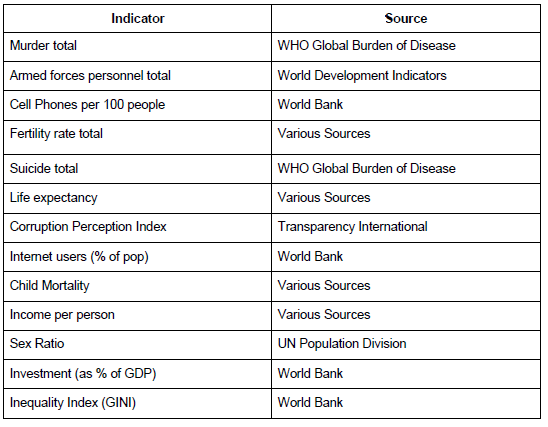 Indicator Source
Murder total WHO Global Burden of Disease
Armed forces personnel total World Development Indicators
Cell Phones per 100 people World Bank
Fertility rate total Various Sources
Suicide total WHO Global Burden of Disease
Life expectancy Various Sources
Corruption Perception Index Transparency International
Internet users (% of pop) World Bank
Child Mortality Various Sources
Income per person Various Sources
Sex Ratio UN Population Division
Investment (as % of GDP) World Bank
Inequality Index (GINI) World Bank